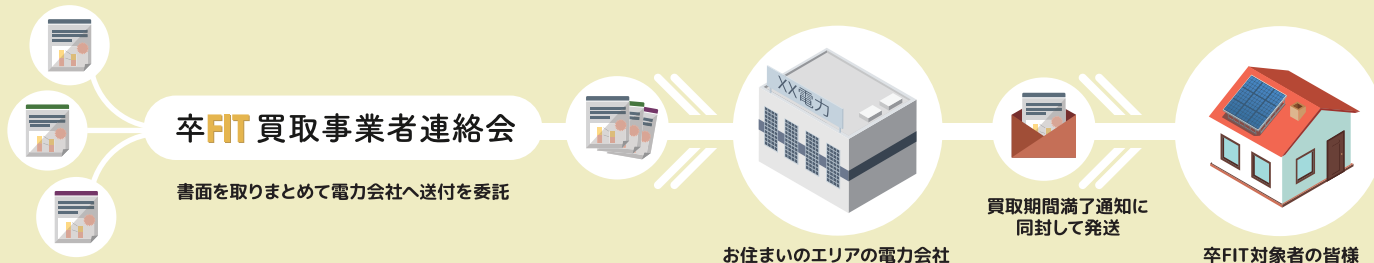 卒FIT買取事業者連絡会
書面を取りまとめて電力会社へ送付を委託
XX電力
お住まいのエリアの電力会社
買取期間満了通知に
同封して発送
卒FIT対象者の皆様